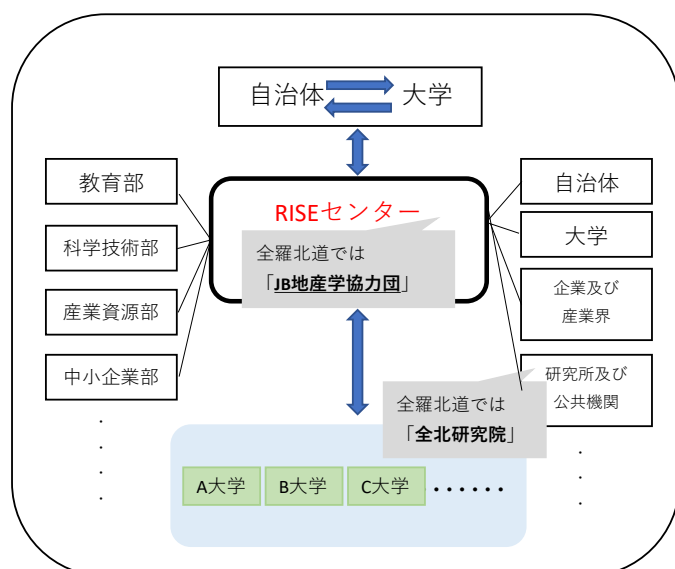 自治体 大学
教育部
科学技術部
産業資源部
中小企業部
RISEセンター
全羅北道では
「JB地産学協力団」
自治体
大学
企業及び
産業界
研究所及び
公共機関
全羅北道では
「全北研究院」
A大学 B大学 C大学 ・・・・・・